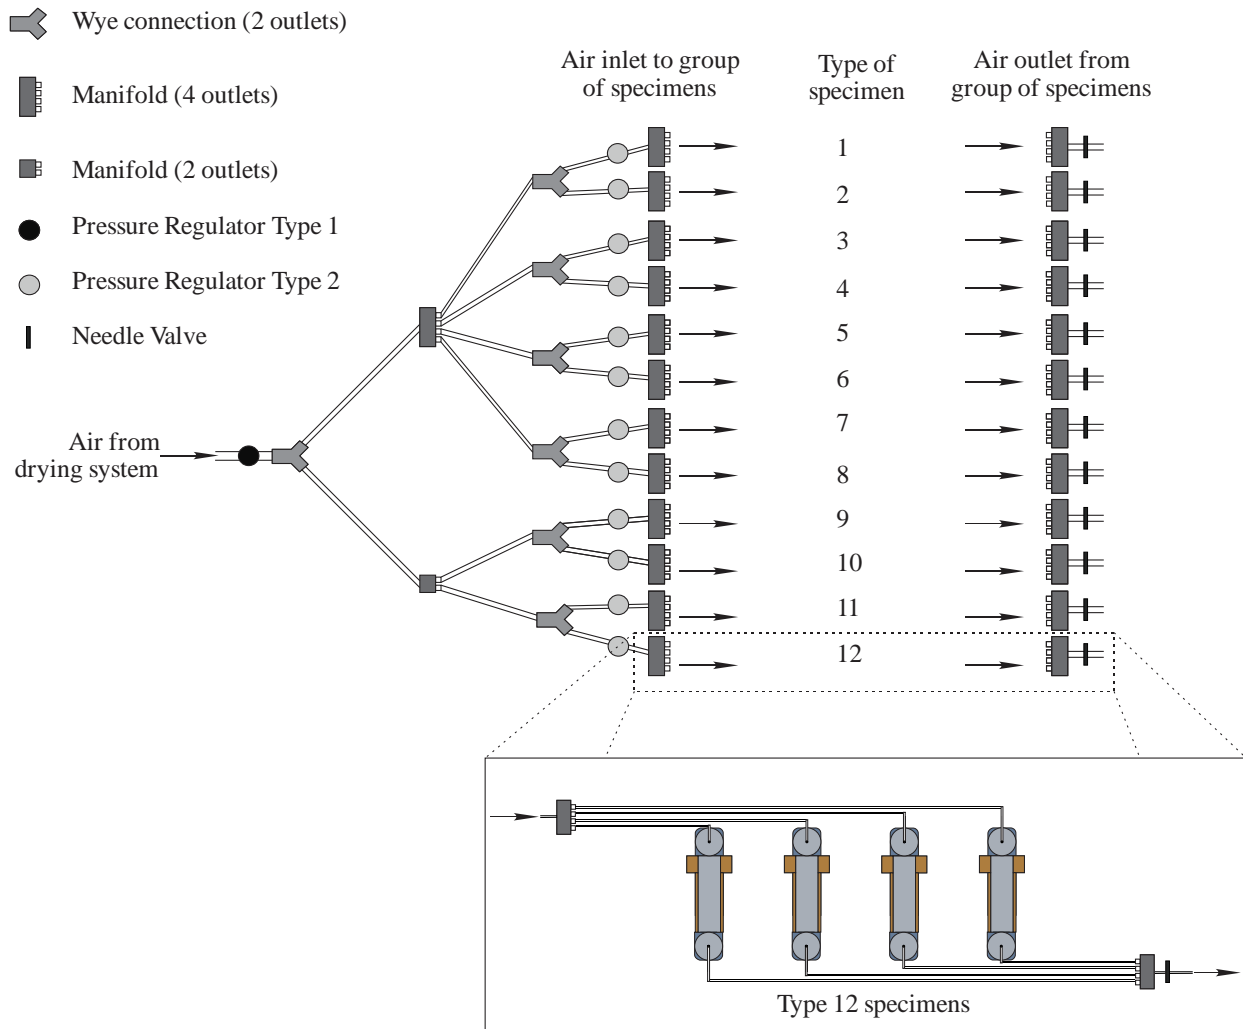 Wye connection (2 outlets)
Manifold (4 outlets)
Manifold (2 outlets)
Pressure Regulator Type 1
Pressure Regulator Type 2
Needle Valve
Air inlet to group
of specimens
Type of
specimen
Air outlet from
group of specimens
1
2
3
4
5
6
7
8
9
10
11
12
Air from
drying system
Type 12 specimens